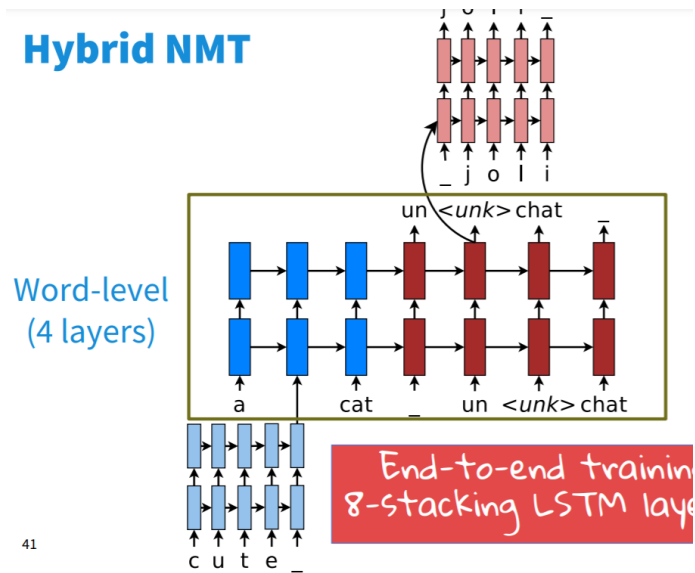 Hybrid NMT
_ j o l i
un <unk> chat _
Word-level
(4 layers)
a cat _ un <unk> chat
End-to-end training
8-stacking LSTM laye
c u t e _
41